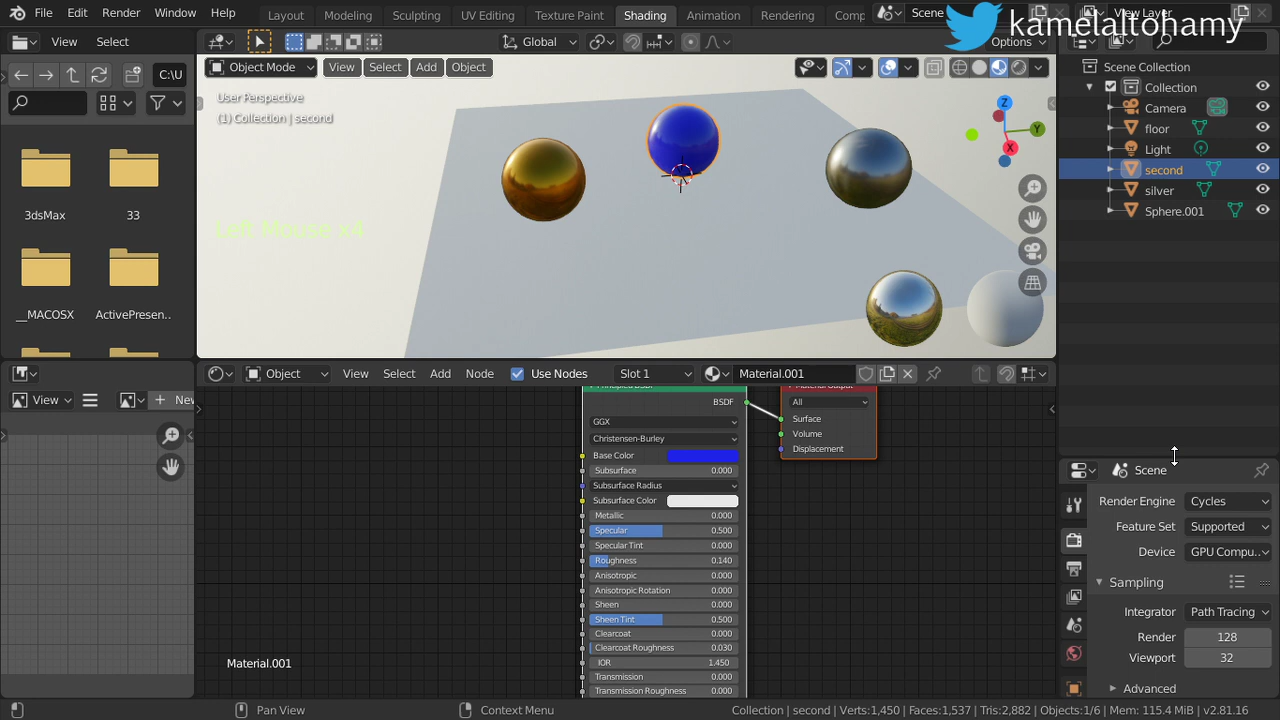 File Edit Render Window Help
Layout Modeling Sculpting UV Editing Texture Paint Shading Animation Rendering Comp
Scene View Layer
kamelaltohamy
View Select
Global
Options
C:\U
Object Mode View Select Add Object
User Perspective
(1) Collection | second
Left Mouse x4
Z
Y
X
3dsMax 33
__MACOSX ActivePresen..
Scene Collection
Collection
Camera
floor
Light
second
silver
Sphere.001
View New
Object View Select Add Node Use Nodes Slot 1 Material.001
Principled BSDF
BSDF
GGX
Christensen-Burley
Base Color
Subsurface 0.000
Subsurface Radius
Subsurface Color
Metallic 0.000
Specular 0.500
Specular Tint 0.000
Roughness 0.140
Anisotropic 0.000
Anisotropic Rotation 0.000
Sheen 0.000
Sheen Tint 0.500
Clearcoat 0.000
Clearcoat Roughness 0.030
IOR 1.450
Transmission 0.000
Transmission Roughness 0.000
Material Output
All
Surface
Volume
Displacement
Material.001
Scene
Render Engine Cycles
Feature Set Supported
Device GPU Compu..
Sampling
Integrator Path Tracing
Render 128
Viewport 32
Advanced
Pan View Context Menu Collection | second | Verts:1,450 | Faces:1,537 | Tris:2,882 | Objects:1/6 | Mem: 115.4 MiB | v2.81.16